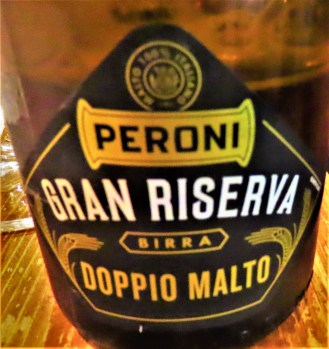 MALTO 100% ITALIANO
PERONI
GRAN RISERVA
BIRRA
DOPPIO MALTO